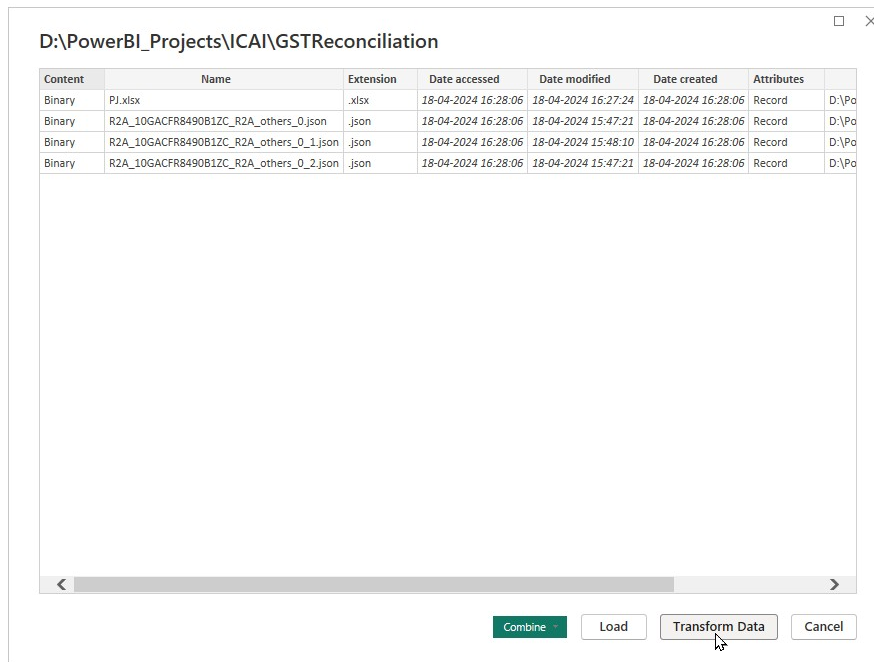 D:\PowerBI_Projects\ICAI\GSTReconciliation
Content Name Extension Date accessed Date modified Date created Attributes
Binary PJ.xlsx .xlsx 18-04-2024 16:28:06 18-04-2024 16:27:24 18-04-2024 16:28:06 Record D:\Po
Binary R2A_10GACFR8490B1ZC_R2A_others_0.json .json 18-04-2024 16:28:06 18-04-2024 15:47:21 18-04-2024 16:28:06 Record D:\Po
Binary R2A_10GACFR8490B1ZC_R2A_others_0_1.json .json 18-04-2024 16:28:06 18-04-2024 15:48:10 18-04-2024 16:28:06 Record D:\Po
Binary R2A_10GACFR8490B1ZC_R2A_others_0_2.json .json 18-04-2024 16:28:06 18-04-2024 15:47:21 18-04-2024 16:28:06 Record D:\Po
Combine Load Transform Data Cancel